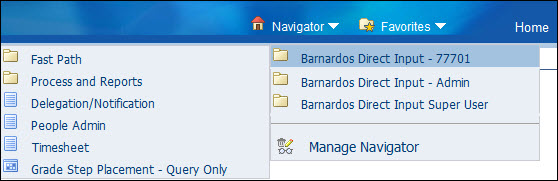 Navigator Favorites Home
Fast Path
Process and Reports
Delegation/Notification
People Admin
Timesheet
Grade Step Placement - Query Only
Barnardos Direct Input - 77701
Barnardos Direct Input - Admin
Barnardos Direct Input Super User
Manage Navigator